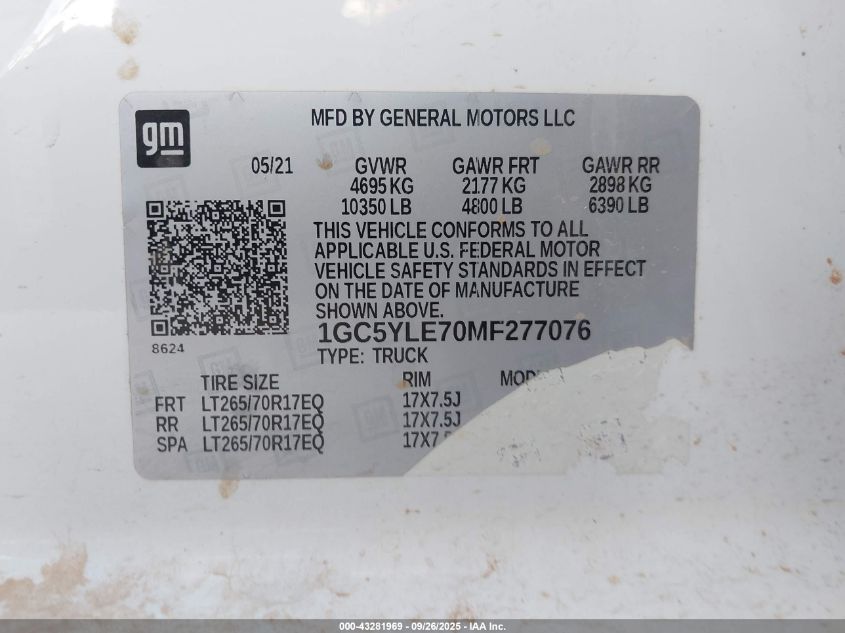 gm
MFD BY GENERAL MOTORS LLC
05/21 GVWR GAWR FRT GAWR RR
4695 KG 2177 KG 2898 KG
10350 LB 4800 LB 6390 LB
THIS VEHICLE CONFORMS TO ALL
APPLICABLE U.S. FEDERAL MOTOR
VEHICLE SAFETY STANDARDS IN EFFECT
ON THE DATE OF MANUFACTURE
SHOWN ABOVE.
8624
1GC5YLE70MF277076
TYPE: TRUCK
TIRE SIZE RIM
FRT LT265/70R17EQ 17X7.5J
RR LT265/70R17EQ 17X7.5J
SPA LT265/70R17EQ
000-43281969 - 09/26/2025 - IAA Inc.